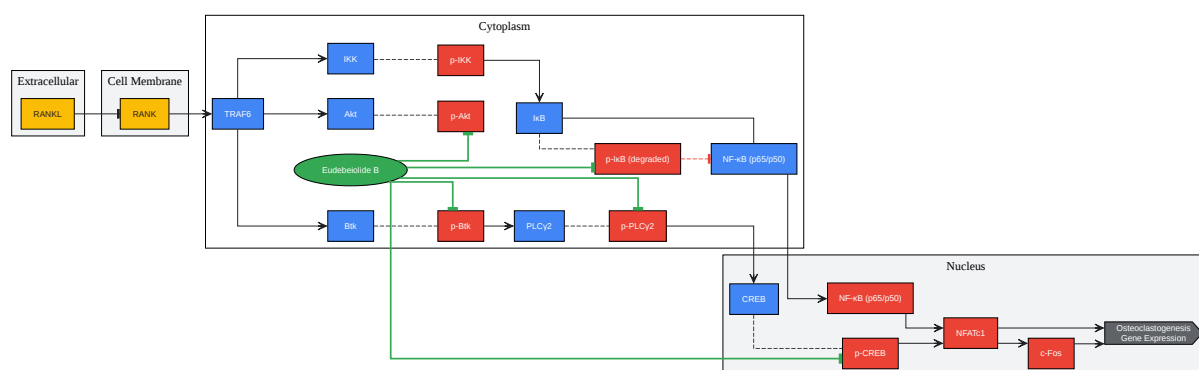 Cytoplasm
Extracellular
Cell Membrane
RANKL
RANK
TRAF6
IKK
p-IKK
Akt
p-Akt
IκB
p-IκB (degraded)
NF-κB (p65/p50)
Eudebeiolide B
Btk
p-Btk
PLCγ2
p-PLCγ2
Nucleus
CREB
NF-κB (p65/p50)
p-CREB
NFATc1
c-Fos
Osteoclastogenesis
Gene Expression